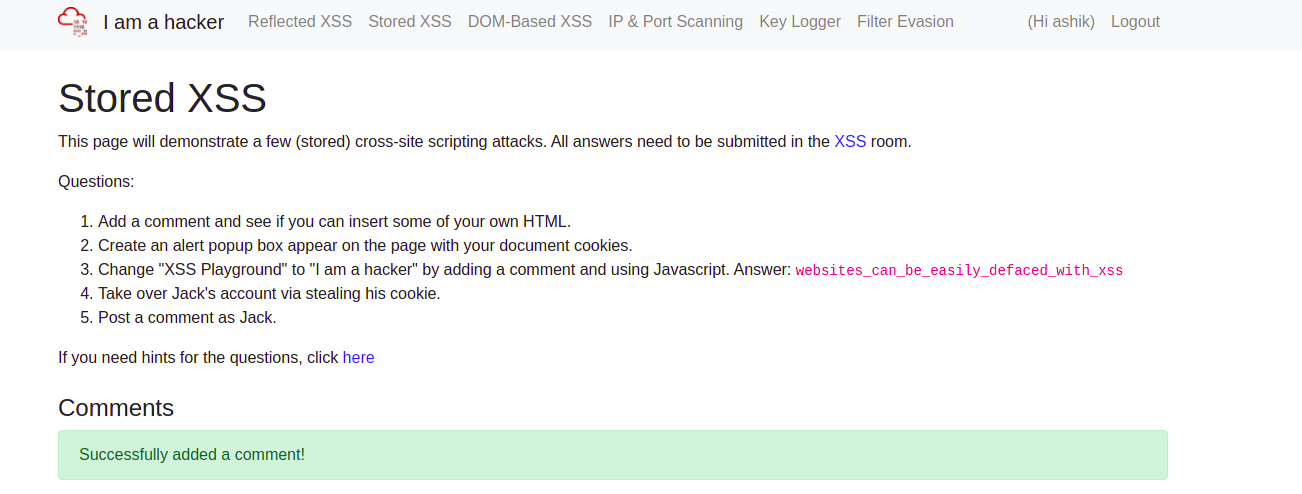 I am a hacker Reflected XSS Stored XSS DOM-Based XSS IP & Port Scanning Key Logger Filter Evasion (Hi ashik) Logout
Stored XSS
This page will demonstrate a few (stored) cross-site scripting attacks. All answers need to be submitted in the XSS room.
Questions:
1. Add a comment and see if you can insert some of your own HTML.
2. Create an alert popup box appear on the page with your document cookies.
3. Change "XSS Playground" to "I am a hacker" by adding a comment and using Javascript. Answer: websites_can_be_easily_defaced_with_xss
4. Take over Jack's account via stealing his cookie.
5. Post a comment as Jack.
If you need hints for the questions, click here
Comments
Successfully added a comment!